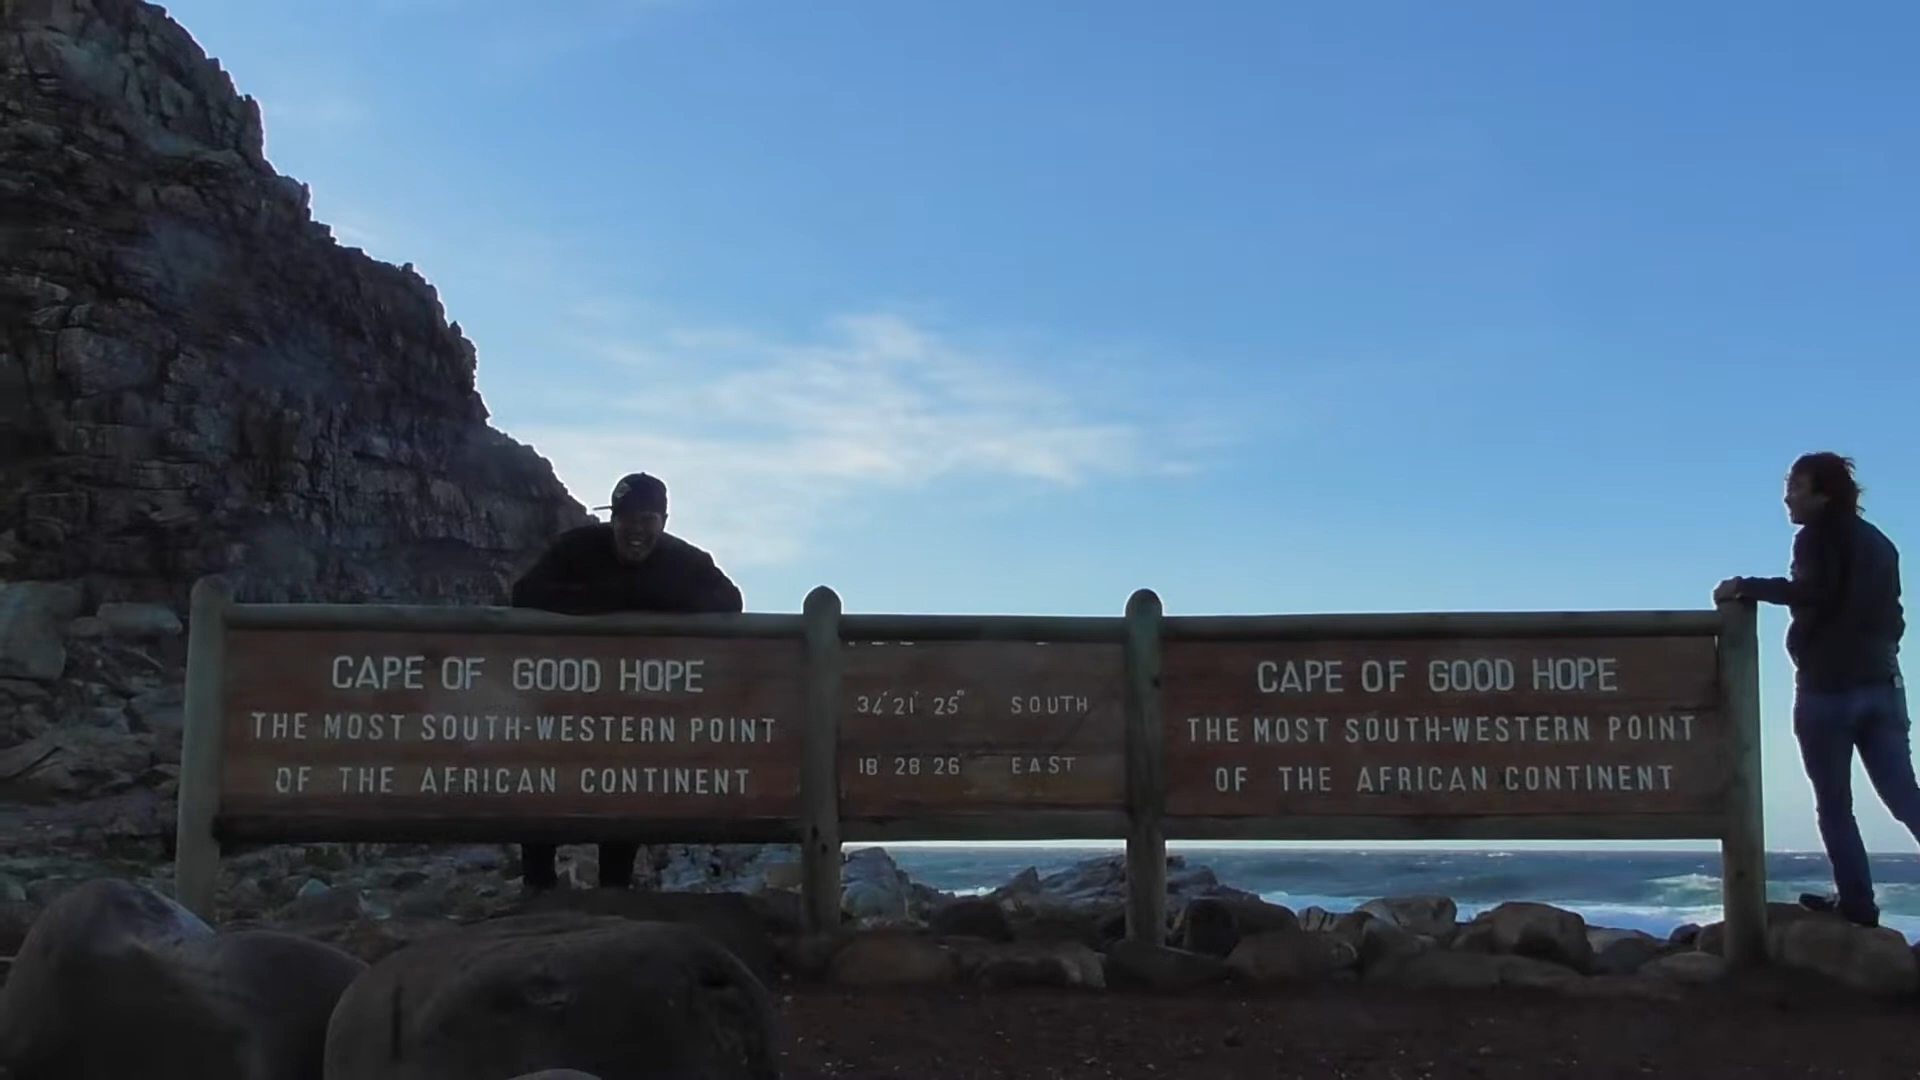 CAPE OF GOOD HOPE
THE MOST SOUTH-WESTERN POINT
OF THE AFRICAN CONTINENT
34° 21' 25" SOUTH
18 28 26 EAST
CAPE OF GOOD HOPE
THE MOST SOUTH-WESTERN POINT
OF THE AFRICAN CONTINENT